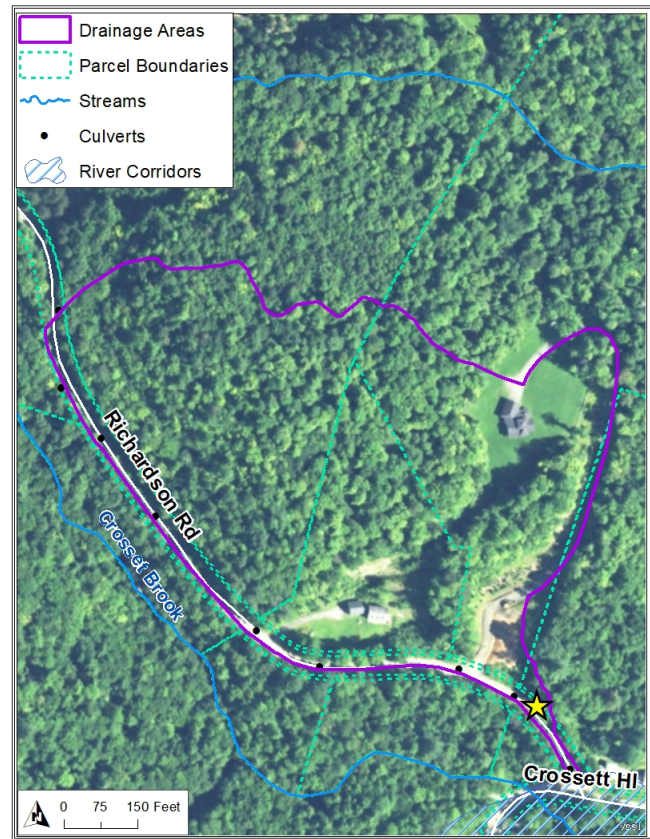 Drainage Areas
Parcel Boundaries
Streams
Culverts
River Corridors
Richardson Rd
Crosset Brook
Crossett Hl
0 75 150 Feet